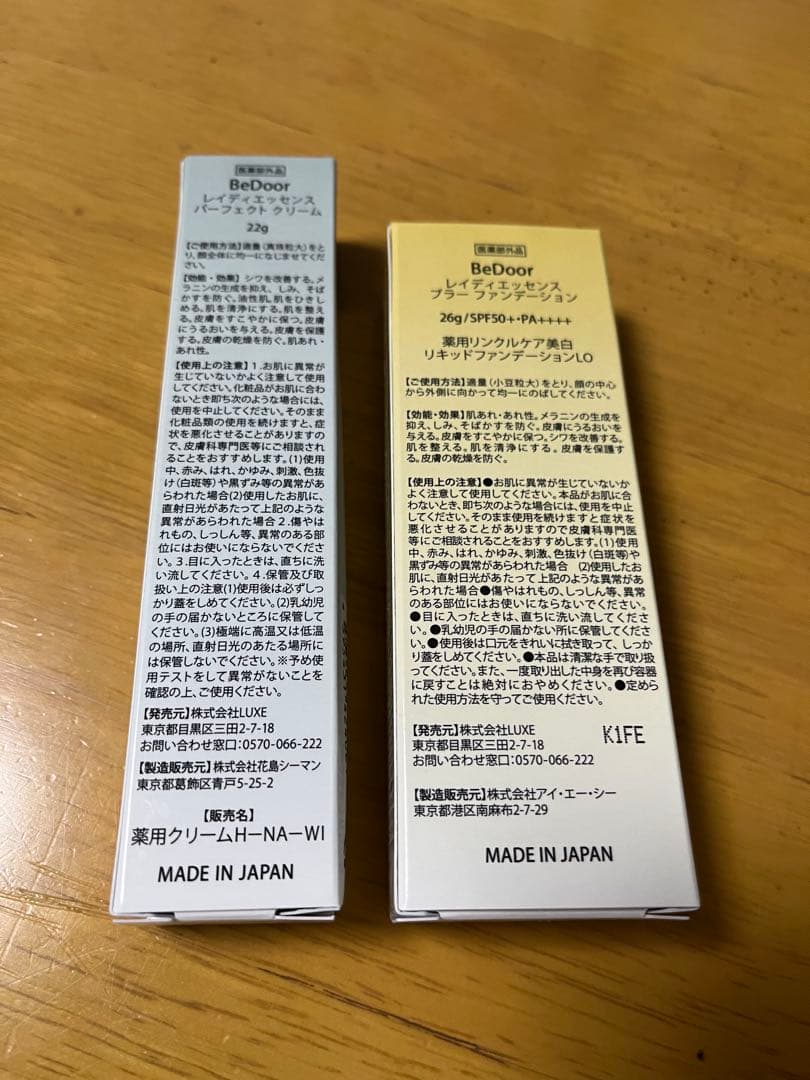 医薬部外品
BeDoor
レイディエッセンス
パーフェクト クリーム
22g
【ご使用方法】適量(真珠粒大)をと
り、顔全体に均一になじませてくだ
さい。
【効能・効果】シワを改善する。メ
ラニンの生成を抑え、しみ、そば
かすを防ぐ。油性肌。肌をひきし
める。肌を清浄にする。肌を整え
る。皮膚をすこやかに保つ。皮膚
にうるおいを与える。皮膚を保護
する。皮膚の乾燥を防ぐ。肌あれ・
あれ性。
【使用上の注意】1.お肌に異常が
生じていないかよく注意して使用
してください。化粧品がお肌に合わ
ないとき即ち次のような場合には、
使用を中止してください。そのまま
化粧品類の使用を続けますと、症
状を悪化させることがありますの
で、皮膚科専門医等にご相談され
ることをおすすめします。(1)使用
中、赤み、はれ、かゆみ、刺激、色抜
け(白斑等)や黒ずみ等の異常があ
らわれた場合(2)使用したお肌に、
直射日光があたって上記のような
異常があらわれた場合2.傷やは
れもの、しっしん等、異常のある部
位にはお使いにならないでくださ
い。3.目に入ったときは、直ちに洗
い流してください。4.保管及び取
扱い上の注意(1)使用後は必ずしっ
かり蓋をしめてください。(2)乳幼児
の手の届かないところに保管して
ください。(3)極端に高温又は低温
の場所、直射日光のあたる場所に
は保管しないでください。※予め使
用テストをして異常がないことを
確認の上、ご使用ください。
【発売元】株式会社LUXE
東京都目黒区三田2-7-18
お問い合わせ窓口:0570-066-222
【製造販売元】株式会社花島シーマン
東京都葛飾区青戸5-25-2
【販売名】
薬用クリームH-NA-WI
MADE IN JAPAN
医薬部外品
BeDoor
レイディエッセンス
ブラー ファンデーション
26g/SPF50+・PA++++
薬用リンクルケア美白
リキッドファンデーションLO
【ご使用方法】適量(小豆粒大)をとり、顔の中心
から外側に向かって均一にのばしてください。
【効能・効果】肌あれ・あれ性。メラニンの生成を
抑え、しみ、そばかすを防ぐ。皮膚にうるおい
を与える。皮膚をすこやかに保つ。シワを改善する。
肌を整える。肌を清浄にする。皮膚を保護す
る。皮膚の乾燥を防ぐ。
【使用上の注意】●お肌に異常が生じていないか
よく注意して使用してください。本品がお肌に合
わないとき、即ち次のような場合には、使用を中止
してください。そのまま使用を続けますと症状を
悪化させることがありますので皮膚科専門医
等にご相談されることをおすすめします。(1)使用
中、赤み、はれ、かゆみ、刺激、色抜け(白斑等)や
黒ずみ等の異常があらわれた場合 (2)使用したお
肌に、直射日光があたって上記のような異常があ
らわれた場合●傷やはれもの、しっしん等、異常
のある部位にはお使いにならないでください。
●目に入ったときは、直ちに洗い流してくださ
い。●乳幼児の手の届かない所に保管してくださ
い。●使用後は口元をきれいに拭き取って、しっか
り蓋をしめてください。●本品は清潔な手で取り扱
ってください。また、一度取り出した中身を再び容器
に戻すことは絶対におやめください。●定めら
れた使用方法を守ってご使用ください。
【発売元】株式会社LUXE
東京都目黒区三田2-7-18
お問い合わせ窓口:0570-066-222
K1FE
【製造販売元】株式会社アイ・エー・シー
東京都港区南麻布2-7-29
MADE IN JAPAN